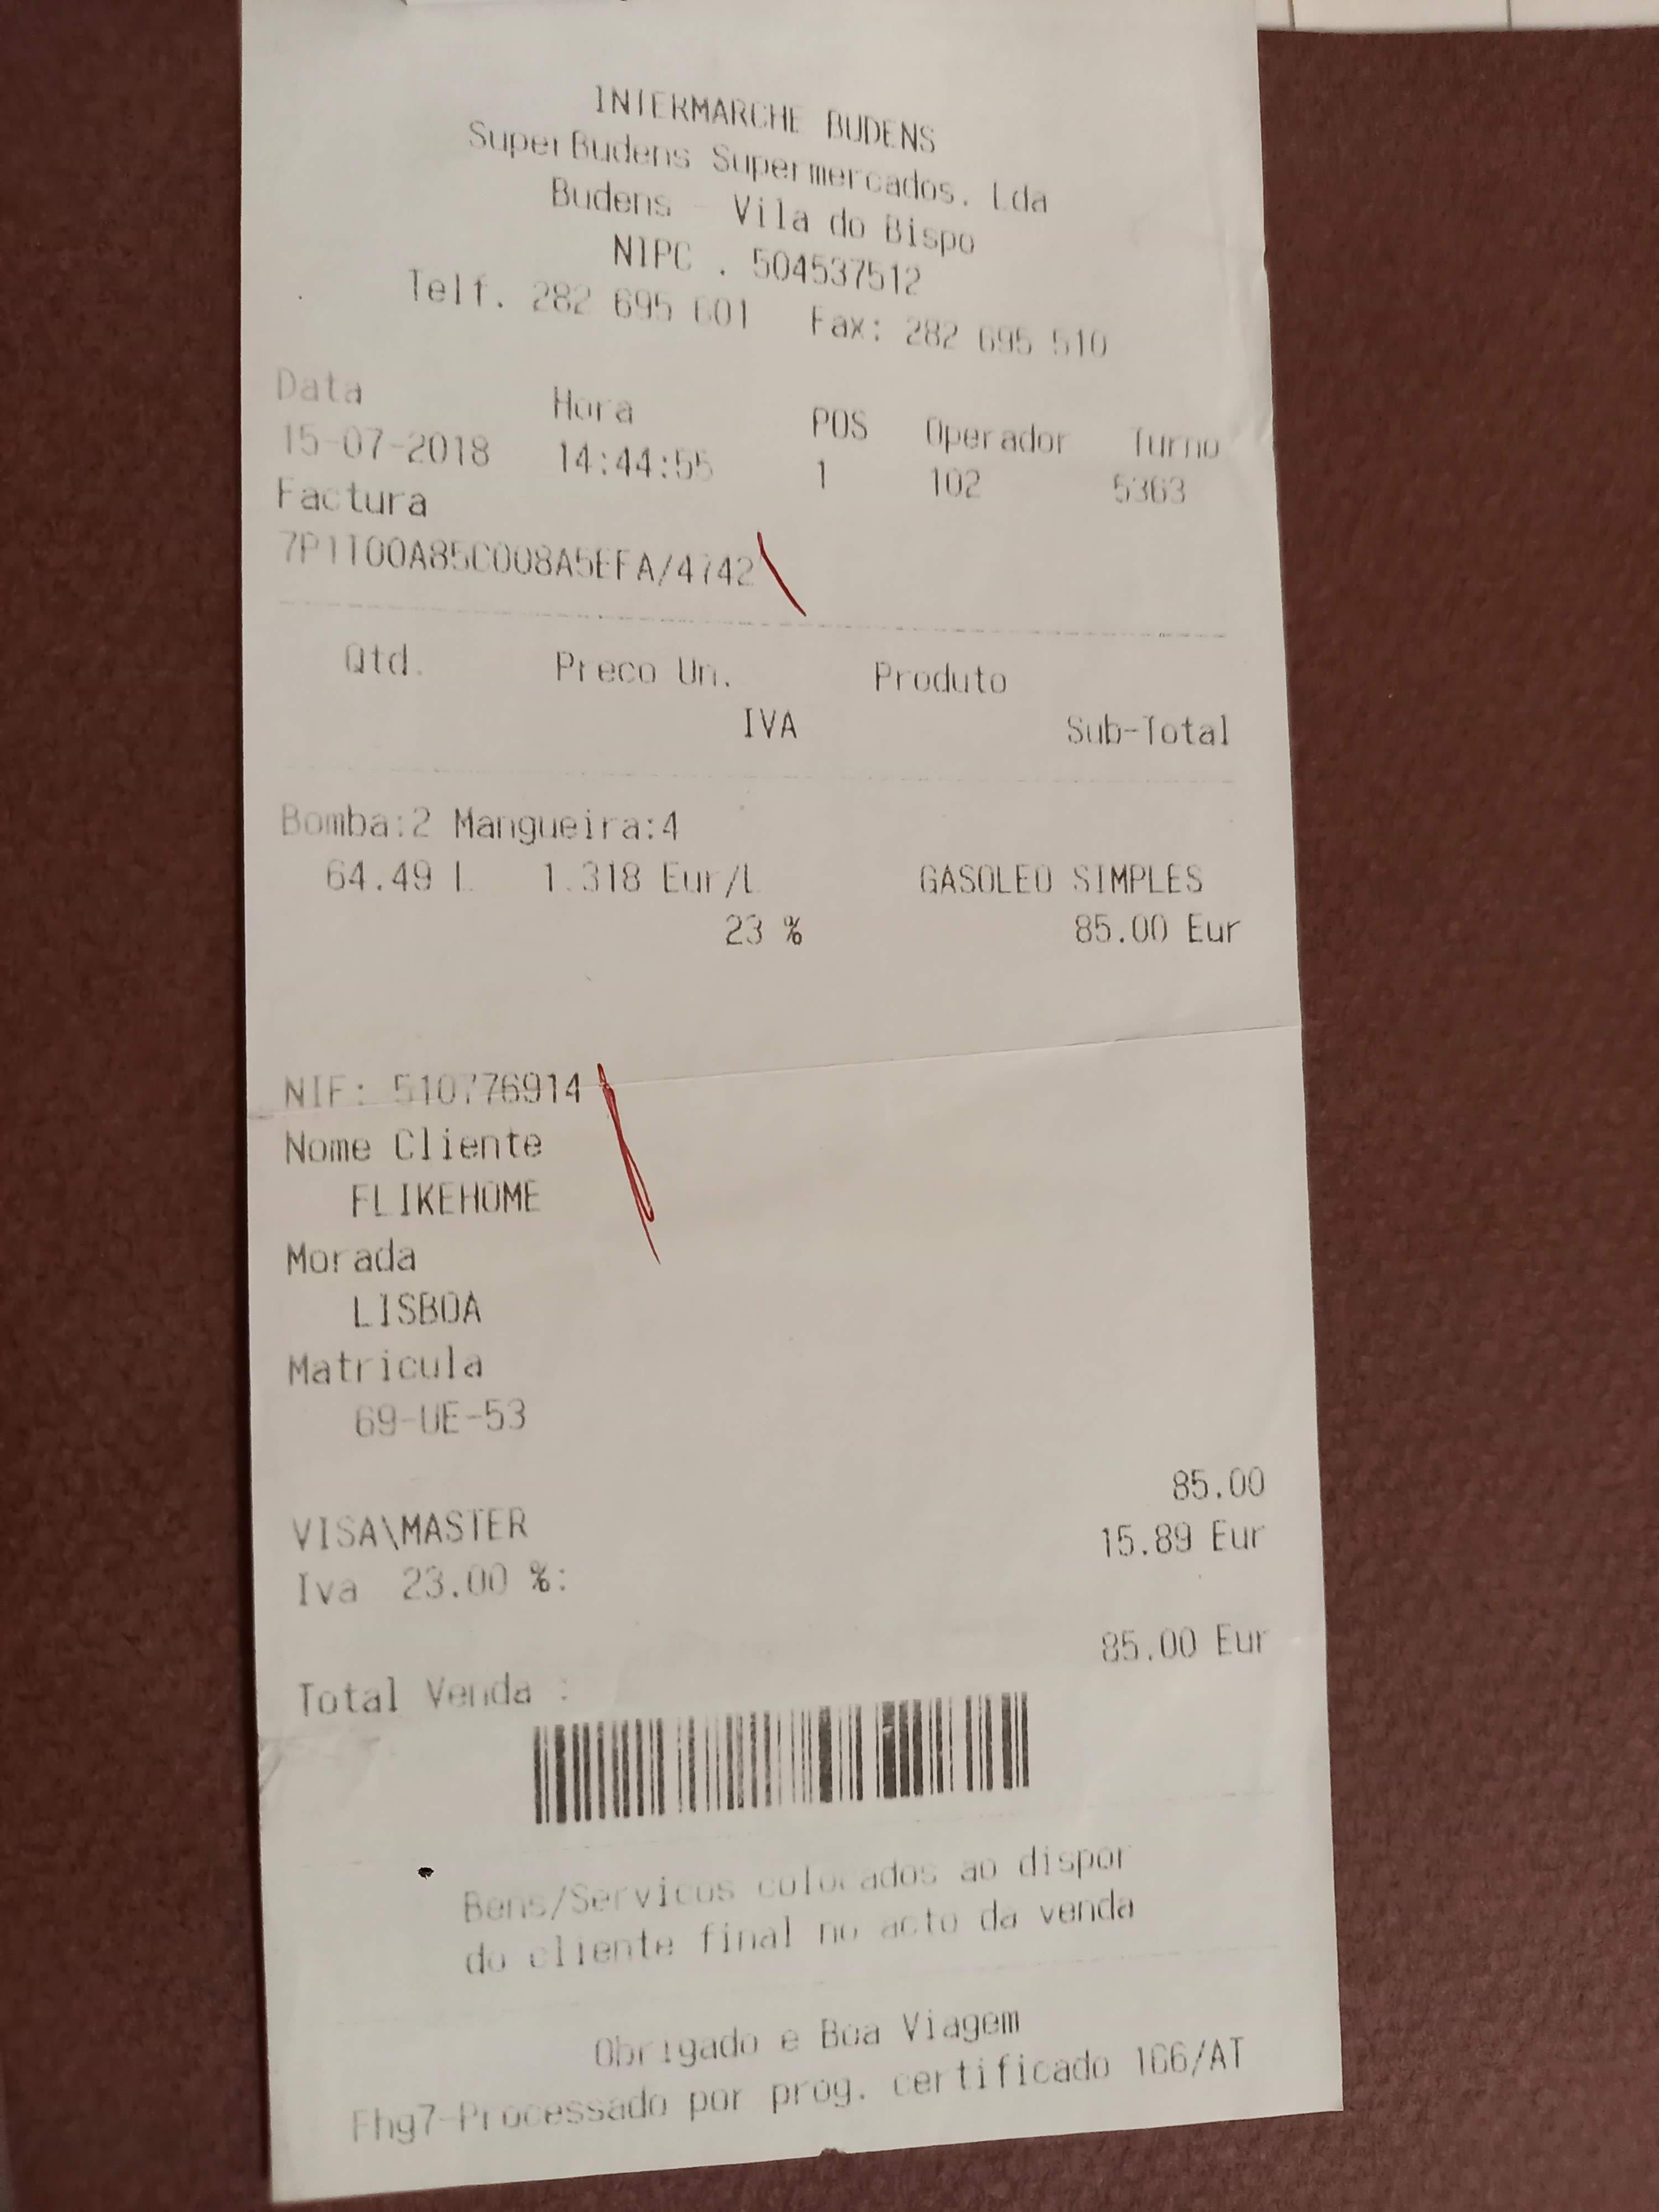 INTERMARCHE BUDENS
SuperBudens Supermercados, Lda
Budens - Vila do Bispo
NIPC . 504537512
Telf. 282 695 601 Fax: 282 695 510
Data Hora POS Operador Turno
15-07-2018 14:44:55 1 102 5363
Factura
7P1T00A85C008A5EFA/4742
Qtd. Preco Un. Produto
IVA Sub-Total
Bomba:2 Mangueira:4
64.49 L 1.318 Eur/L GASOLEO SIMPLES
23 % 85.00 Eur
NIF: 510776914
Nome Cliente
FLIKEHOME
Morada
LISBOA
Matricula
69-UE-53
VISA\MASTER 85.00
Iva 23.00 %: 15.89 Eur
Total Venda : 85.00 Eur
Bens/Servicos colocados ao dispor
do cliente final no acto da venda
Obrigado e Boa Viagem
Fhg7-Processado por prog. certificado 166/AT